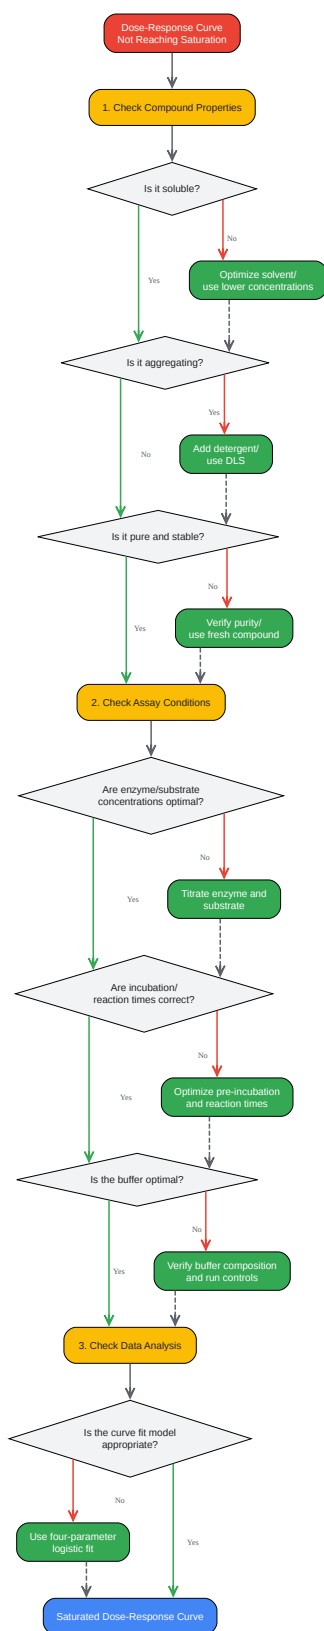 Dose-Response Curve
Not Reaching Saturation
1. Check Compound Properties
Is it soluble?
No
Optimize solvent/
use lower concentrations
Yes
Is it aggregating?
Yes
Add detergent/
use DLS
No
Is it pure and stable?
No
Verify purity/
use fresh compound
Yes
2. Check Assay Conditions
Are enzyme/substrate
concentrations optimal?
No
Titrate enzyme and
substrate
Yes
Are incubation/
reaction times correct?
No
Optimize pre-incubation
and reaction times
Yes
Is the buffer optimal?
No
Verify buffer composition
and run controls
Yes
3. Check Data Analysis
Is the curve fit model
appropriate?
No
Use four-parameter
logistic fit
Yes
Saturated Dose-Response Curve